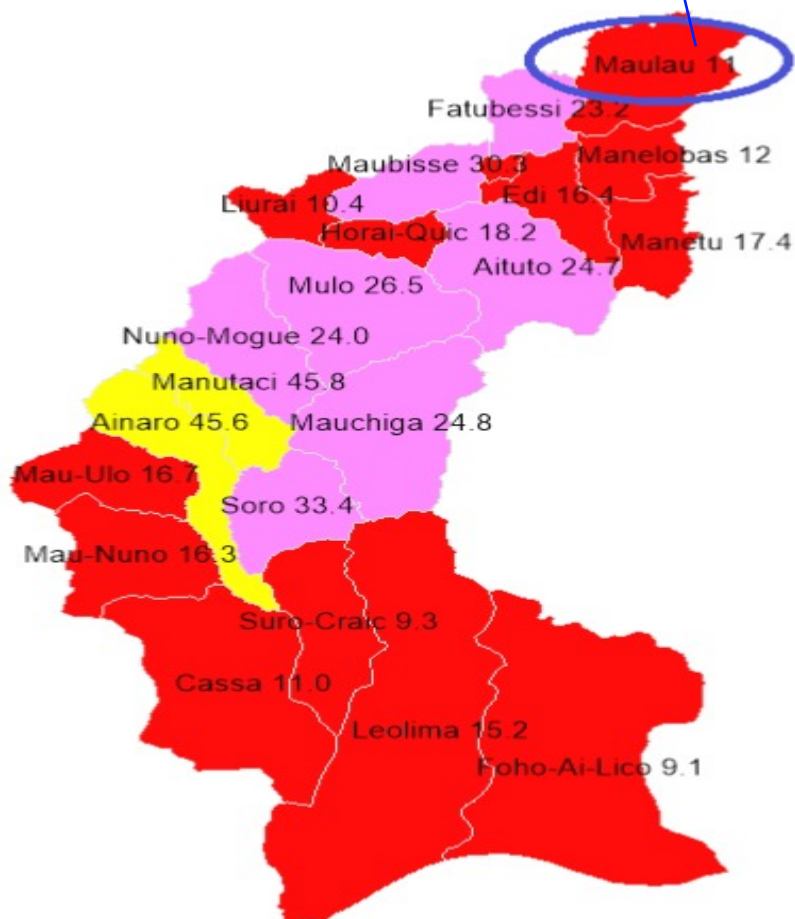 Maulau 11
Fatubessi 23.2
Manelobas 12
Maubisse 30.3
Edi 16.4
Liurai 10.4
Horai-Quic 18.2
Manetu 17.4
Aituto 24.7
Mulo 26.5
Nuno-Mogue 24.0
Manutaci 45.8
Ainaro 45.6
Mauchiga 24.8
Mau-Ulo 16.7
Soro 33.4
Mau-Nuno 16.3
Suro-Craic 9.3
Cassa 11.0
Leolima 15.2
Foho-Ai-Lico 9.1